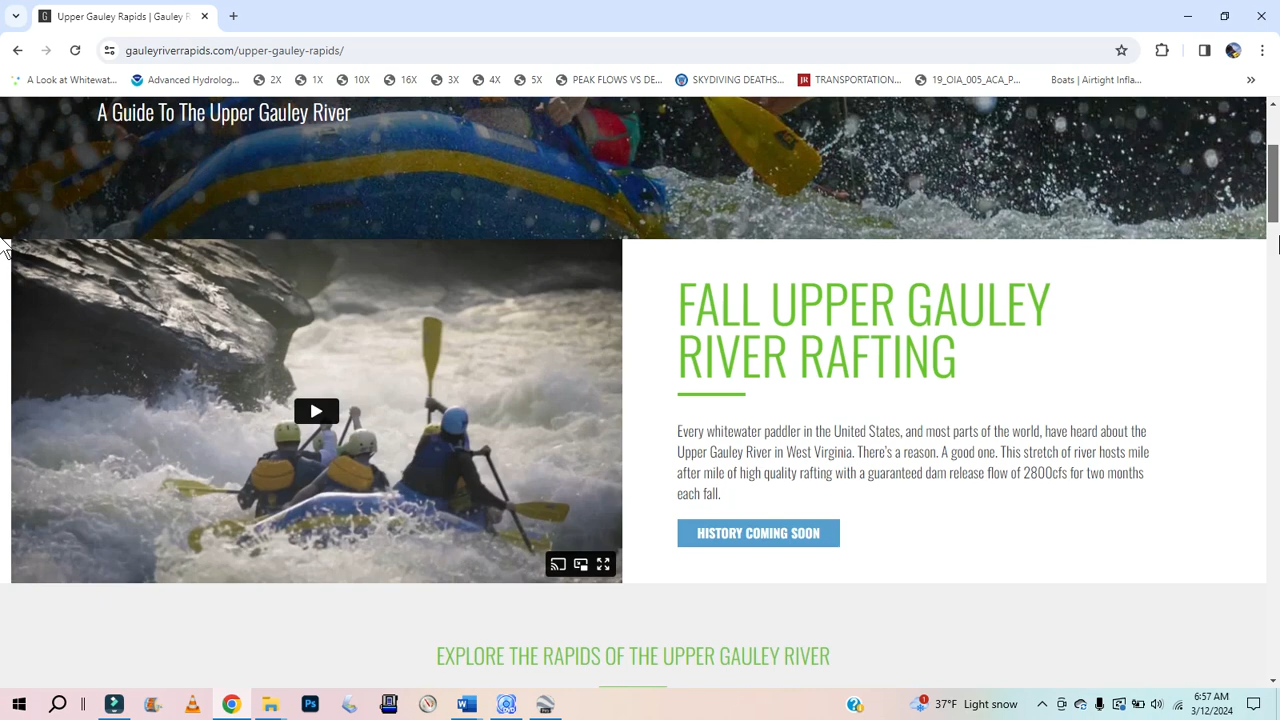 Upper Gauley Rapids | Gauley R
gauleyriverrapids.com/upper-gauley-rapids/
A Look at Whitewat...
Advanced Hydrolog...
2X
1X
10X
16X
3X
4X
5X
PEAK FLOWS VS DE...
SKYDIVING DEATHS...
JR
TRANSPORTATION...
19_OIA_005_ACA_P...
Boats | Airtight Infla...
A Guide To The Upper Gauley River
FALL UPPER GAULEY
RIVER RAFTING
Every whitewater paddler in the United States, and most parts of the world, have heard about the
Upper Gauley River in West Virginia. There's a reason. A good one. This stretch of river hosts mile
after mile of high quality rafting with a guaranteed dam release flow of 2800cfs for two months
each fall.
HISTORY COMING SOON
EXPLORE THE RAPIDS OF THE UPPER GAULEY RIVER
37°F Light snow
6:57 AM
3/12/2024